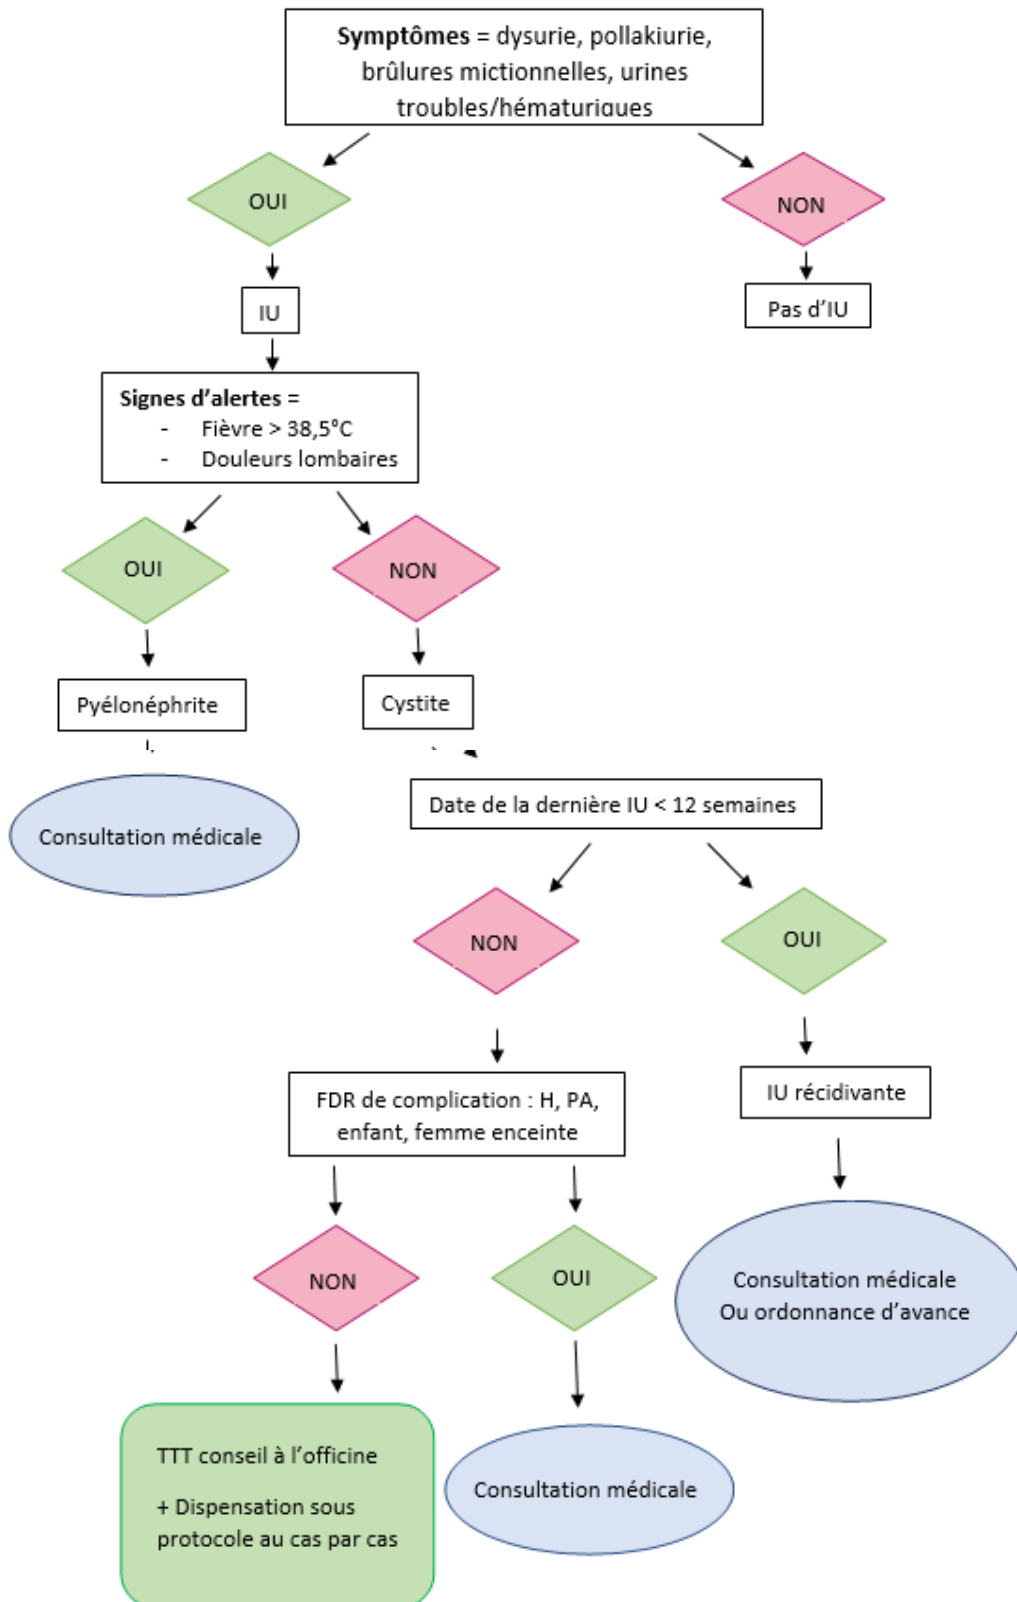 Symptômes = dysurie, pollakiurie,
brûlures mictionnelles, urines
troubles/hématuriques
OUI
NON
IU
Pas d'IU
Signes d'alertes =
- Fièvre > 38,5°C
- Douleurs lombaires
OUI
NON
Pyélonéphrite
Cystite
Consultation médicale
Date de la dernière IU < 12 semaines
NON
OUI
FDR de complication : H, PA,
enfant, femme enceinte
IU récidivante
NON
OUI
Consultation médicale
Ou ordonnance d'avance
TTT conseil à l'officine
+ Dispensation sous
protocole au cas par cas
Consultation médicale